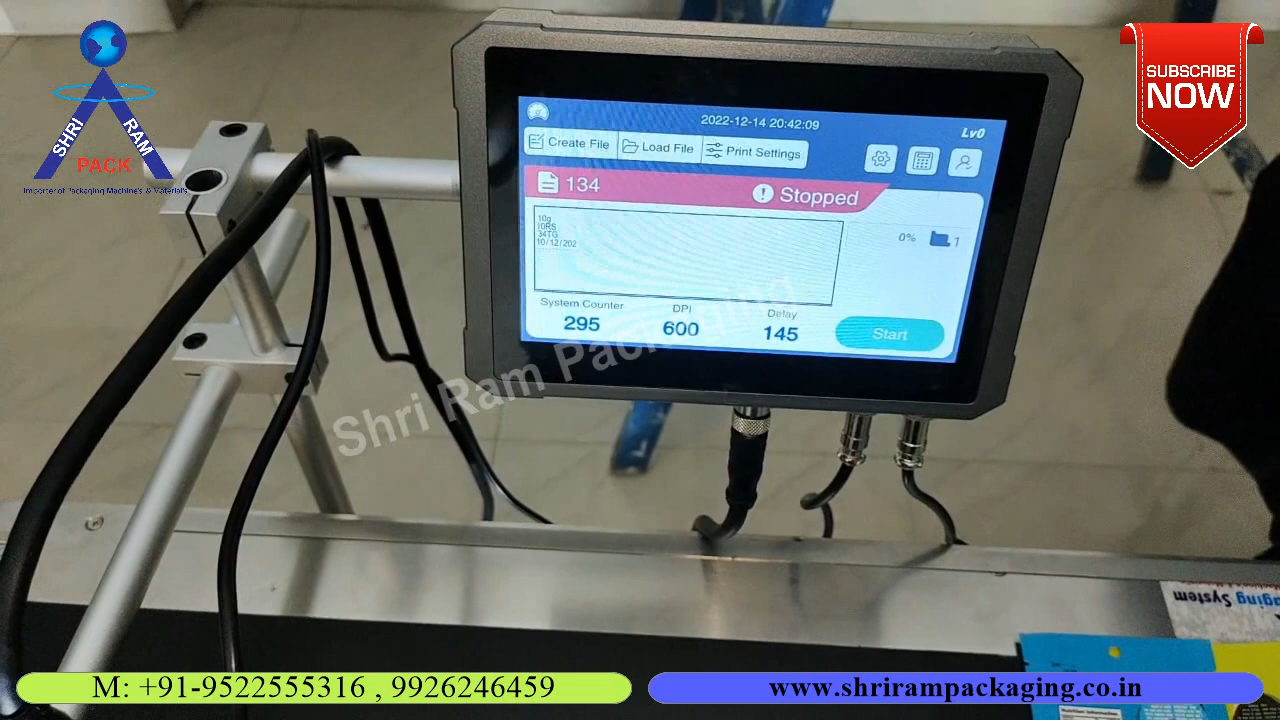 SHRI
RAM
PACK
Importer of Packaging Machines & Materials
SUBSCRIBE
NOW
2022-12-14 20:42:09
Lv0
Create File
Load File
Print Settings
134
Stopped
10g
10RS
34TG
10/12/202
0%
1
System Counter
DPI
Delay
295
600
145
Start
Shri Ram Packaging
aging System
M: +91-9522555316 , 9926246459
www.shrirampackaging.co.in